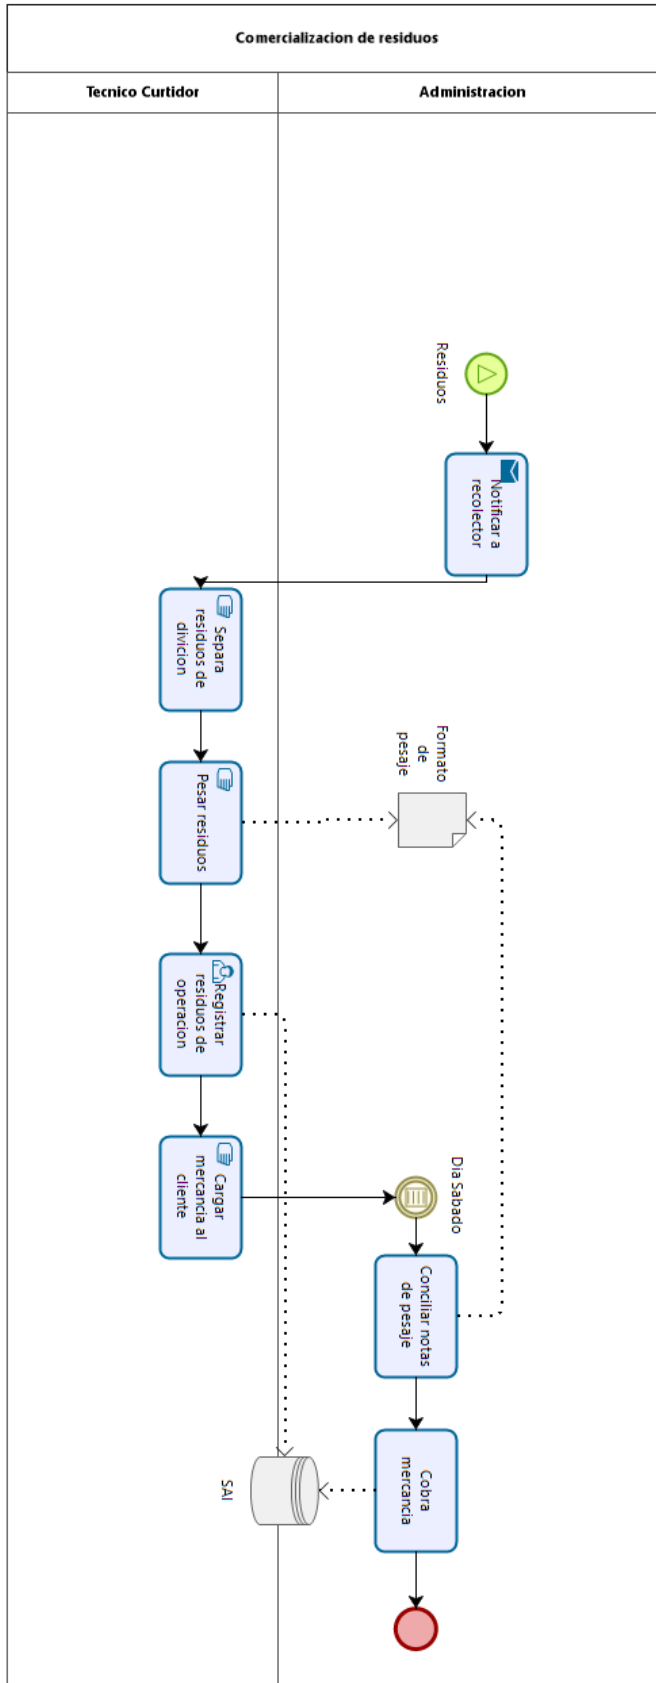 Comercializacion de residuos
Tecnico Curtidor
Administracion
Residuos
Notificar a
recolector
Separa
residuos de
divicion
Formato
de
pesaje
Pesar residuos
Registrar
residuos de
operacion
Cargar
mercancia al
cliente
Dia Sabado
Conciliar notas
de pesaje
Cobra
mercancia
SAI